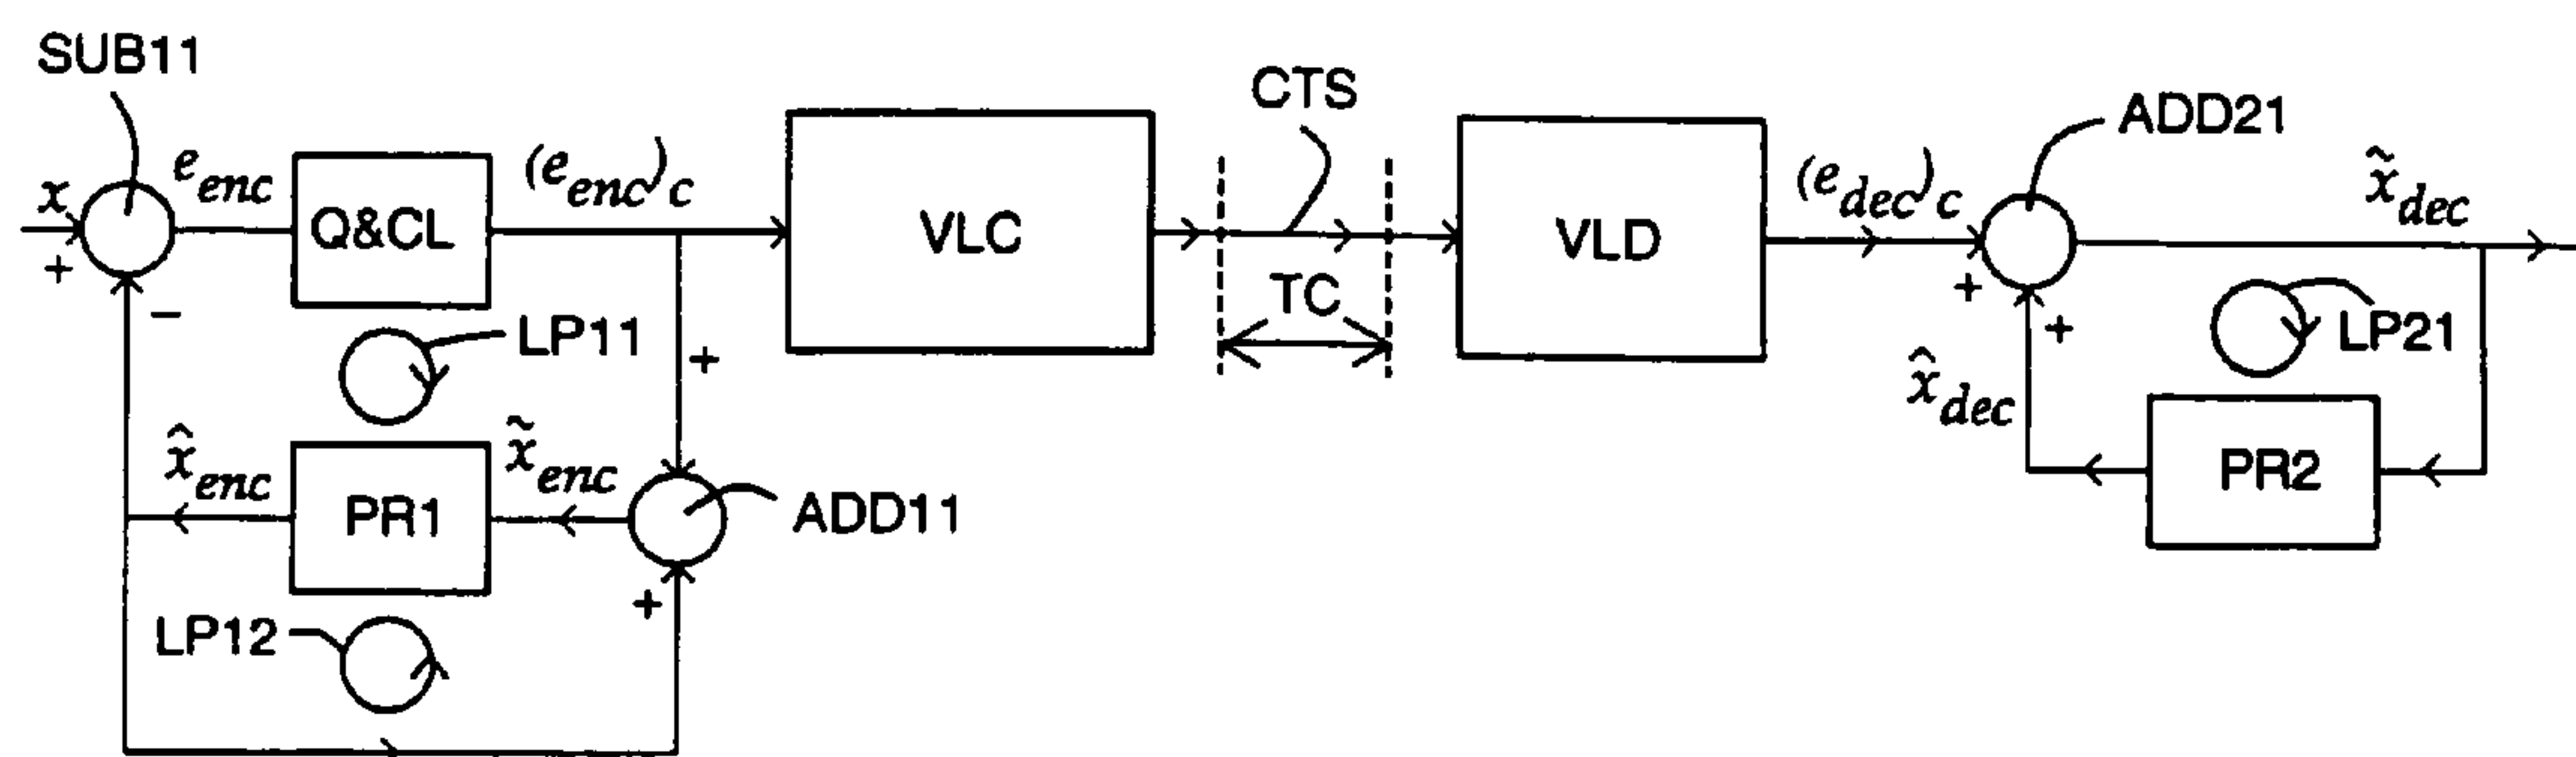 SUB11
CTS
ADD21
x
e_enc
Q&CL
(e_enc)_c
VLC
VLD
(e_dec)_c
x̃_dec
+
−
TC
+
+
LP11
+
LP21
x̂_enc
PR1
x̃_enc
ADD11
x̂_dec
PR2
LP12
+